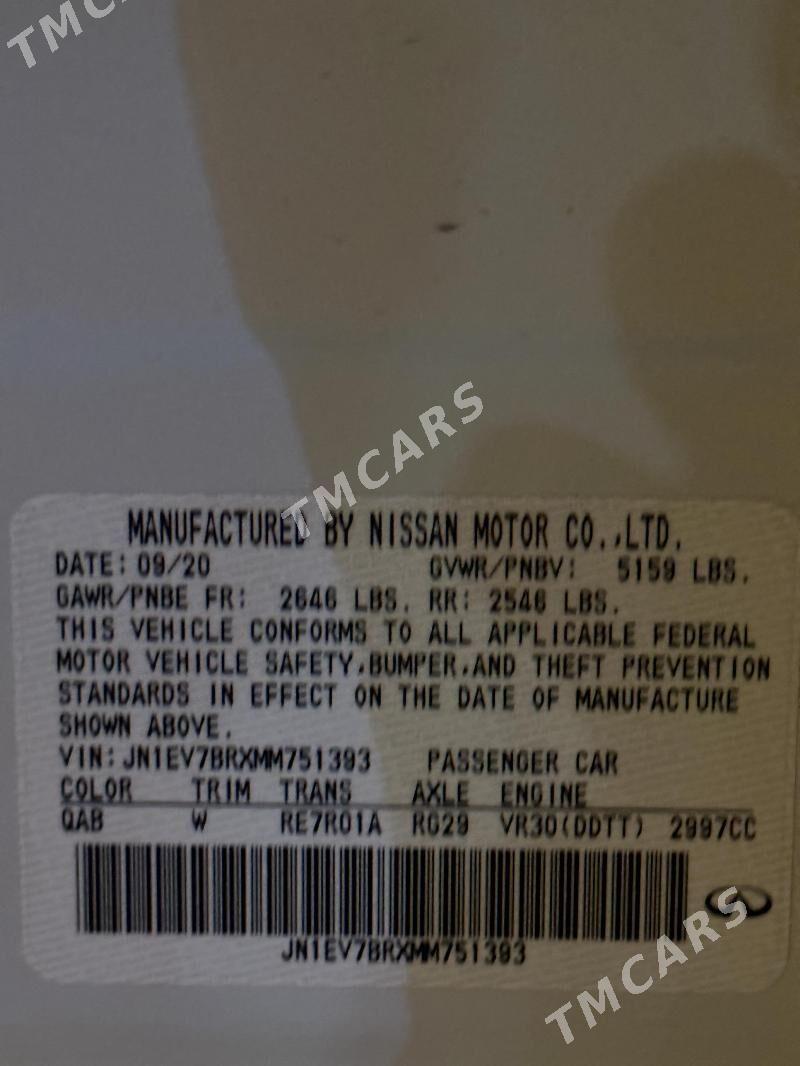 TMCARS
TMCARS
MANUFACTURED BY NISSAN MOTOR CO.,LTD.
DATE: 09/20 GVWR/PNBV: 5159 LBS.
GAWR/PNBE FR: 2646 LBS. RR: 2546 LBS.
THIS VEHICLE CONFORMS TO ALL APPLICABLE FEDERAL
MOTOR VEHICLE SAFETY,BUMPER,AND THEFT PREVENTION
STANDARDS IN EFFECT ON THE DATE OF MANUFACTURE
SHOWN ABOVE.
VIN: JN1EV7BRXMM751393 PASSENGER CAR
COLOR TRIM TRANS AXLE ENGINE
QAB W RE7R01A RG29 VR30(DDTT) 2997CC
JN1EV7BRXMM751393
TMCARS